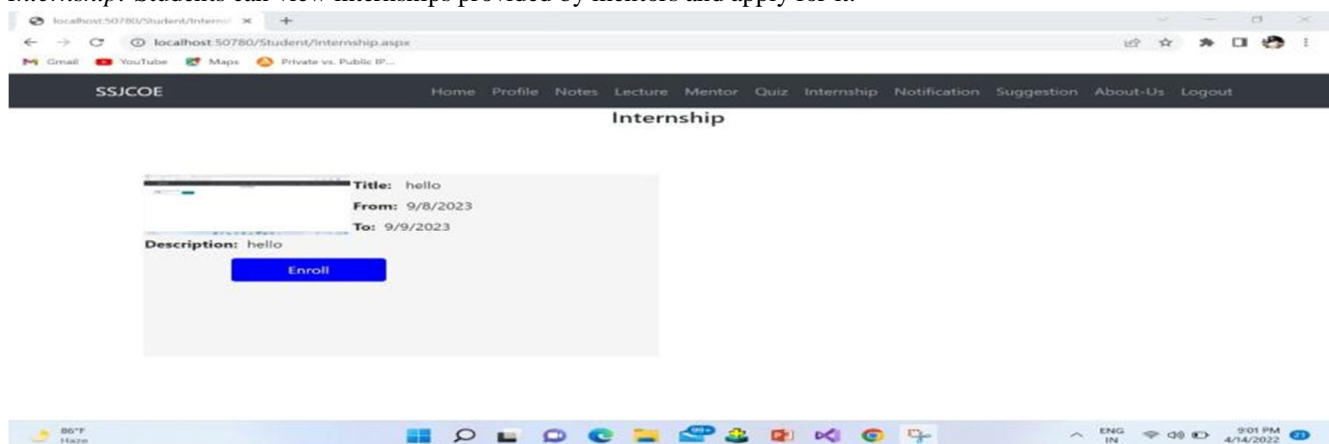 Internship: Students can view internships provided by mentors and apply for it.
localhost:50780/Student/Interns
localhost:50780/Student/Internship.aspx
Gmail YouTube Maps Private vs. Public IP...
SSJCOE Home Profile Notes Lecture Mentor Quiz Internship Notification Suggestion About-Us Logout
Internship
Title: hello
From: 9/8/2023
To: 9/9/2023
Description: hello
Enroll
86°F
Haze
99+
ENG
IN
9:01 PM
4/14/2022